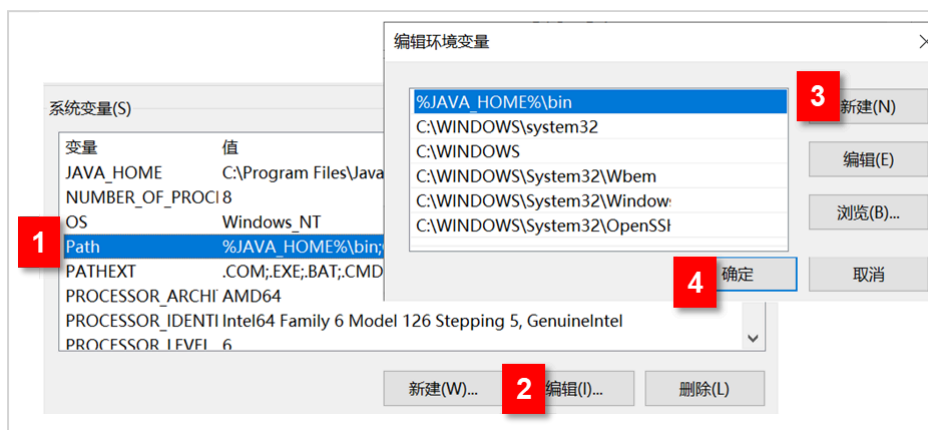 编辑环境变量
%JAVA_HOME%\bin
C:\WINDOWS\system32
C:\WINDOWS
C:\WINDOWS\System32\Wbem
C:\WINDOWS\System32\Window
C:\WINDOWS\System32\OpenSSH
3 新建(N)
编辑(E)
浏览(B)...
4 确定
取消
系统变量(S)
变量 值
JAVA_HOME C:\Program Files\Java
NUMBER_OF_PROCI 8
OS Windows_NT
1 Path %JAVA_HOME%\bin;
PATHEXT .COM;.EXE;.BAT;.CMD
PROCESSOR_ARCHI AMD64
PROCESSOR_IDENTI Intel64 Family 6 Model 126 Stepping 5, GenuineIntel
PROCESSOR_LEVEL 6
新建(W)...
2 编辑(I)...
删除(L)